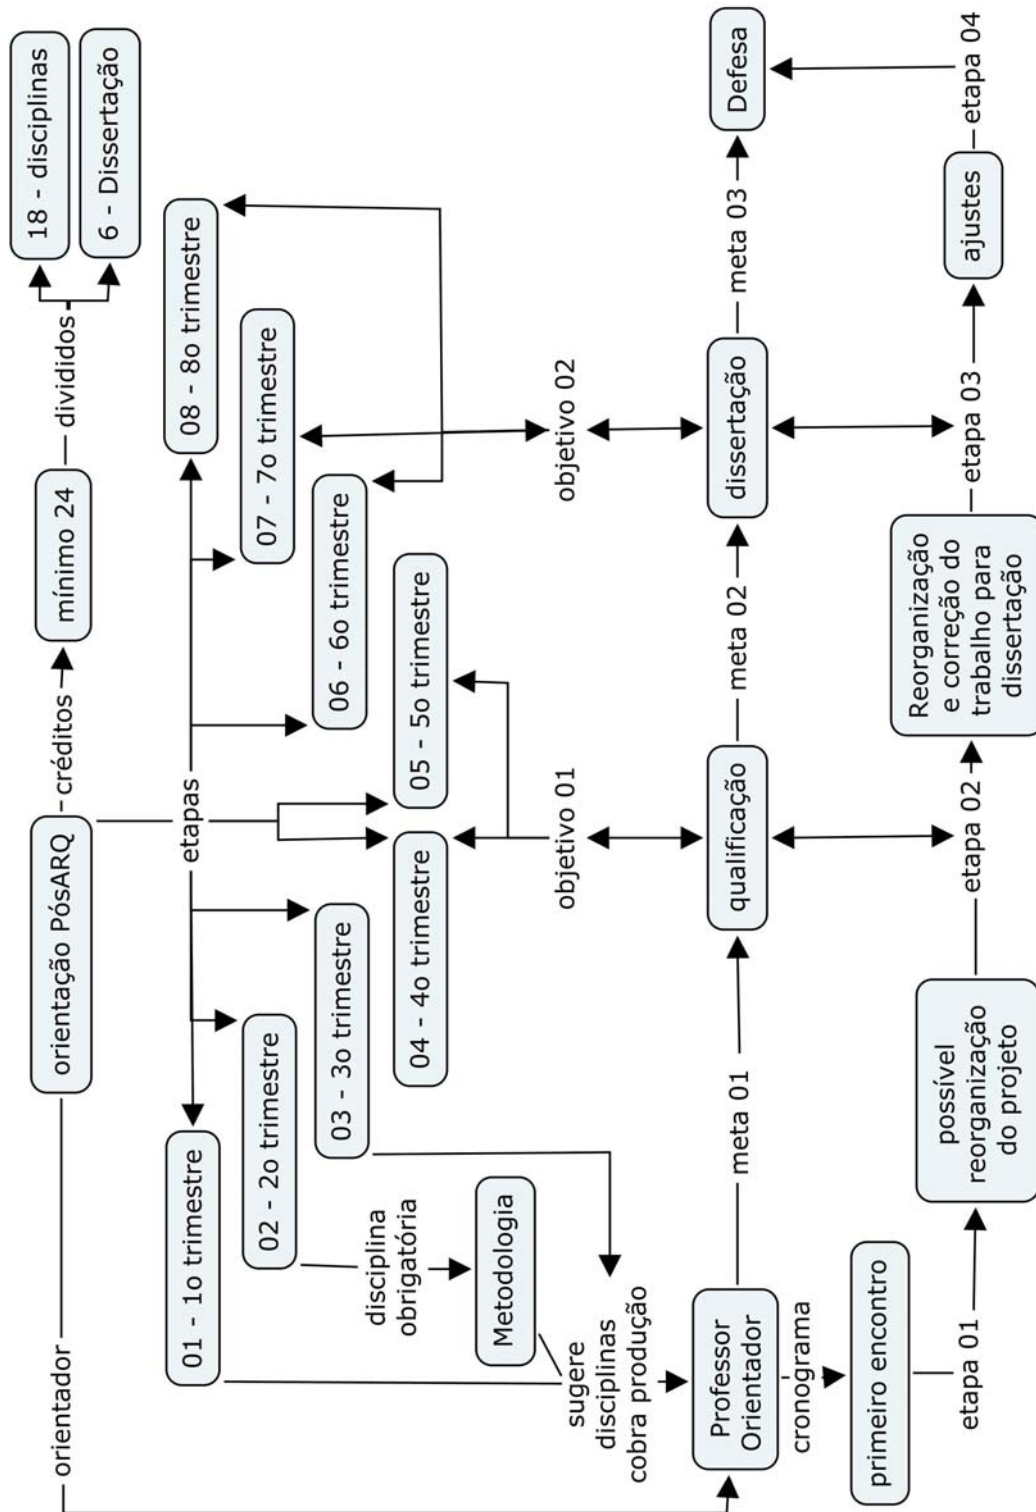 orientador
orientação PósARQ
créditos
mínimo 24
divididos
18 - disciplinas
6 - Dissertação
etapas
01 - 1o trimestre
02 - 2o trimestre
03 - 3o trimestre
04 - 4o trimestre
05 - 5o trimestre
06 - 6o trimestre
07 - 7o trimestre
08 - 8o trimestre
disciplina
obrigatória
Metodologia
sugere
disciplinas
cobra produção
objetivo 01
objetivo 02
Professor
Orientador
meta 01
qualificação
meta 02
dissertação
meta 03
Defesa
cronograma
primeiro encontro
etapa 01
possível
reorganização
do projeto
etapa 02
Reorganização
e correção do
trabalho para
dissertação
etapa 03
ajustes
etapa 04